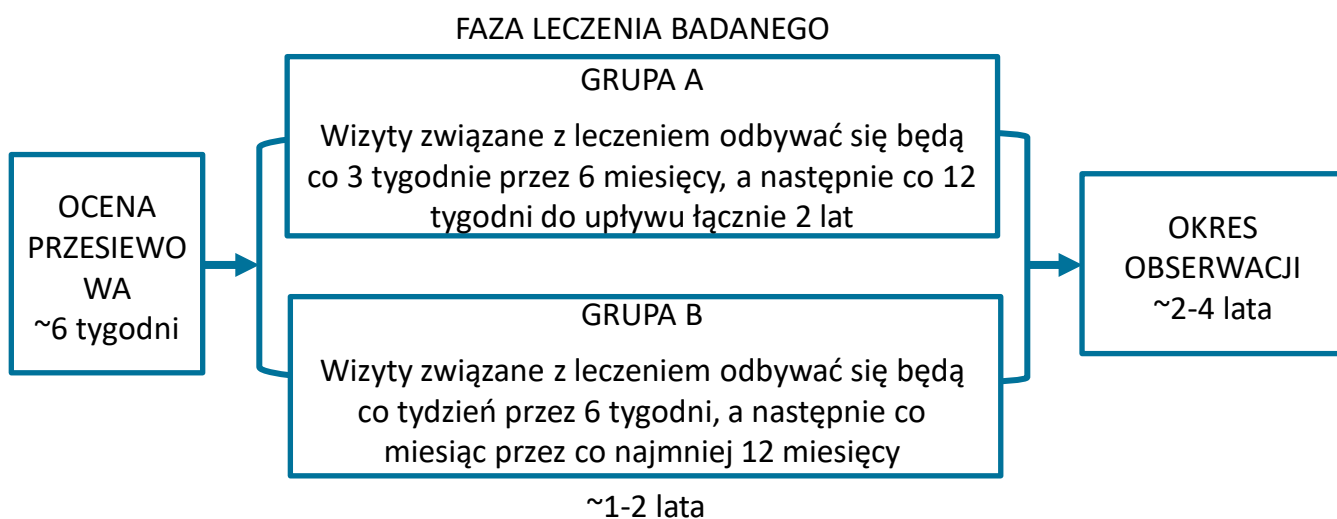 FAZA LECZENIA BADANEGO
OCENA
PRZESIEWO
WA
~6 tygodni
GRUPA A
Wizyty związane z leczeniem odbywać się będą
co 3 tygodnie przez 6 miesięcy, a następnie co 12
tygodni do upływu łącznie 2 lat
GRUPA B
Wizyty związane z leczeniem odbywać się będą
co tydzień przez 6 tygodni, a następnie co
miesiąc przez co najmniej 12 miesięcy
~1-2 lata
OKRES
OBSERWACJI
~2-4 lata